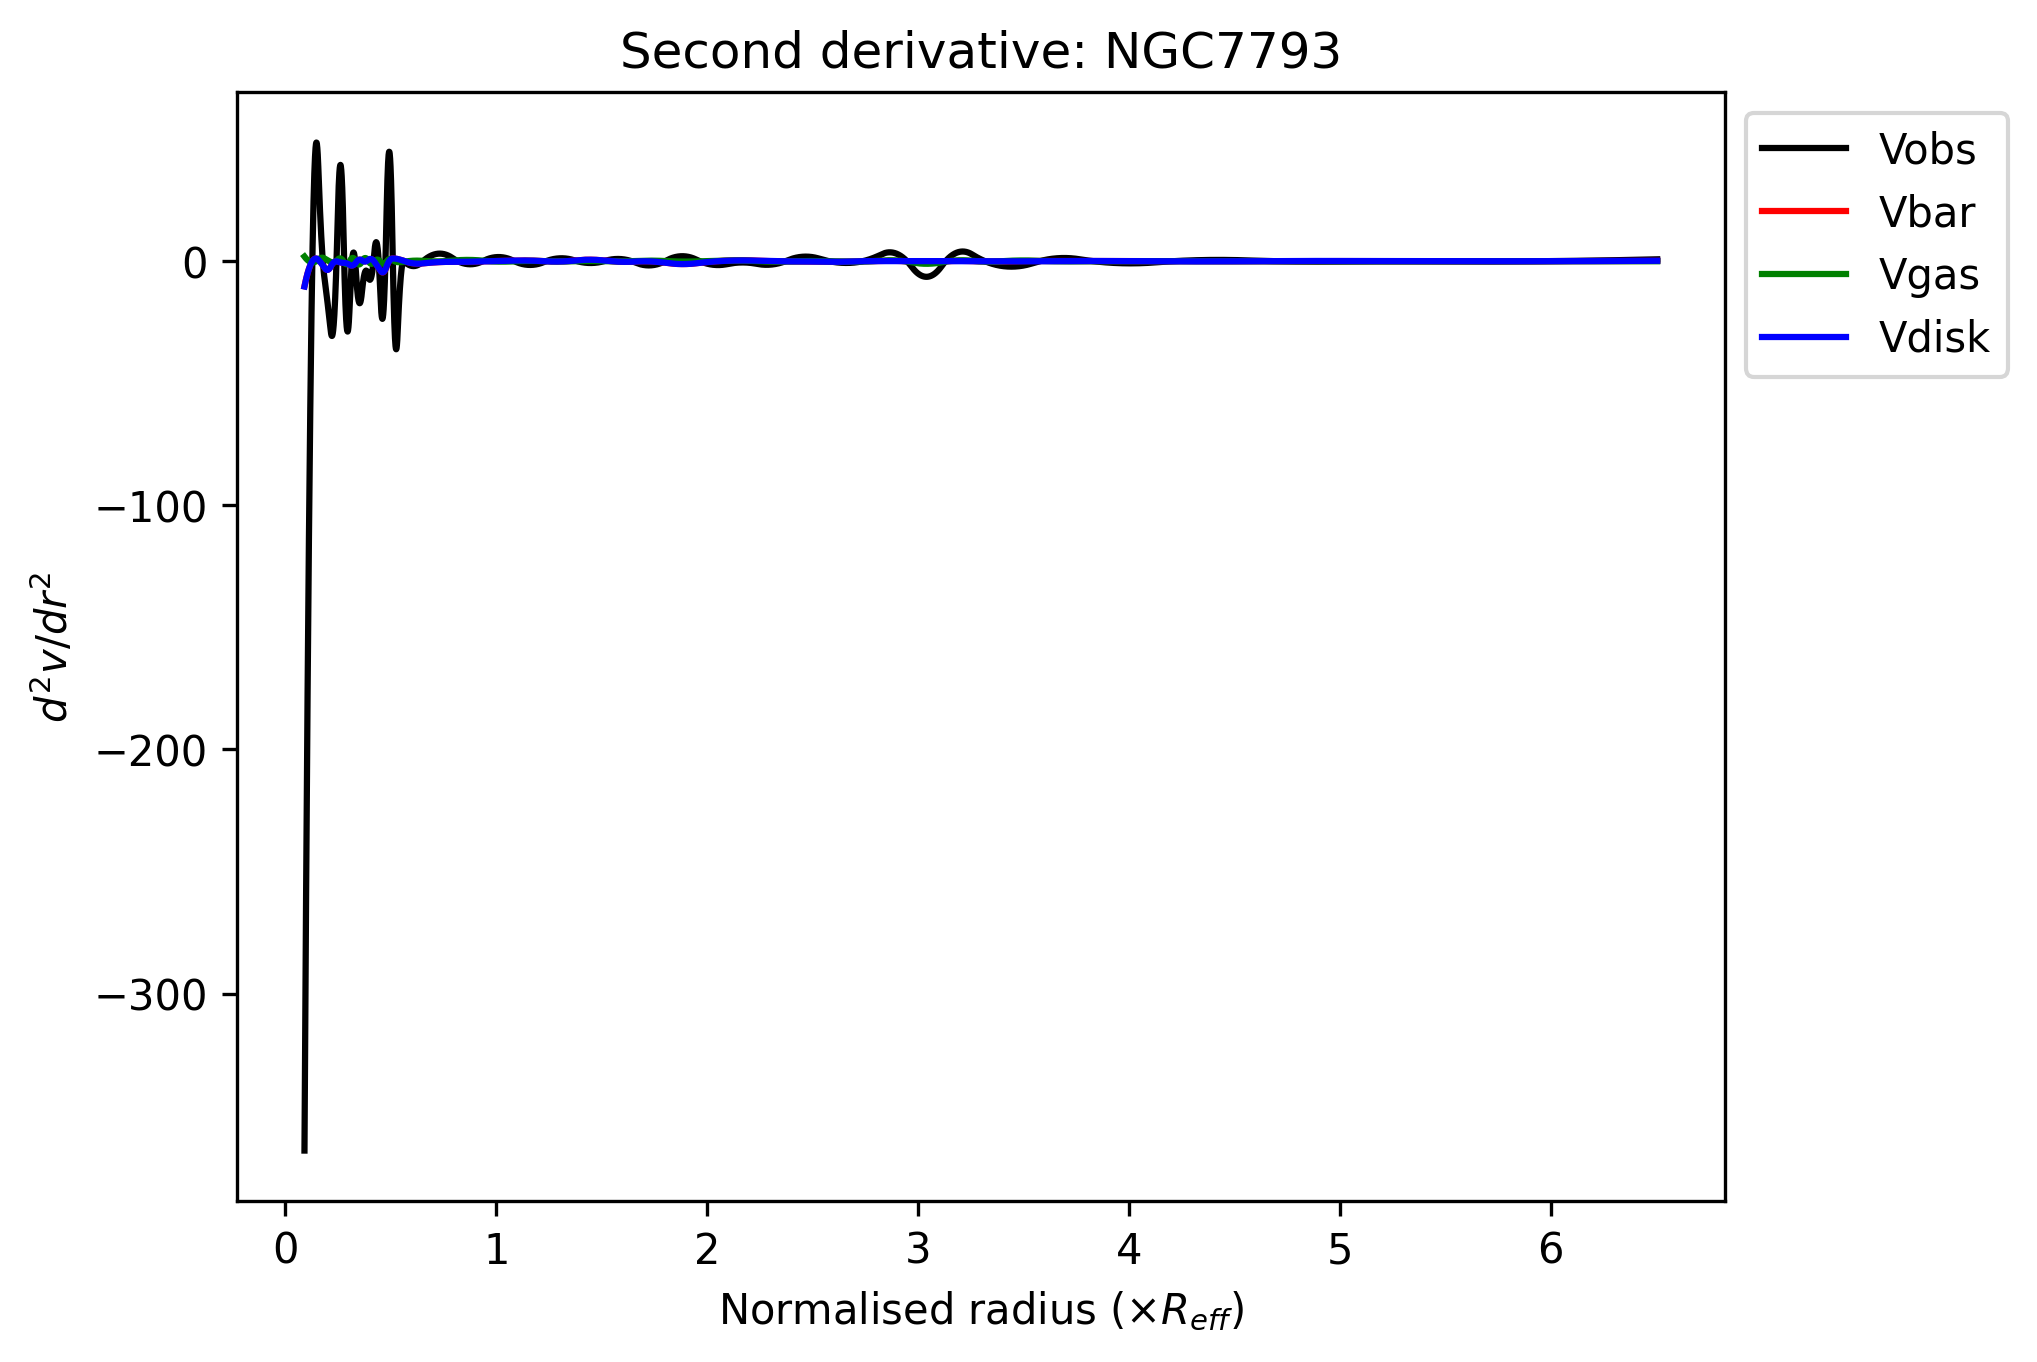 Second derivative: NGC7793
Vobs
Vbar
Vgas
Vdisk
0
−100
−200
−300
d²v/dr²
0 1 2 3 4 5 6
Normalised radius (×R_eff)